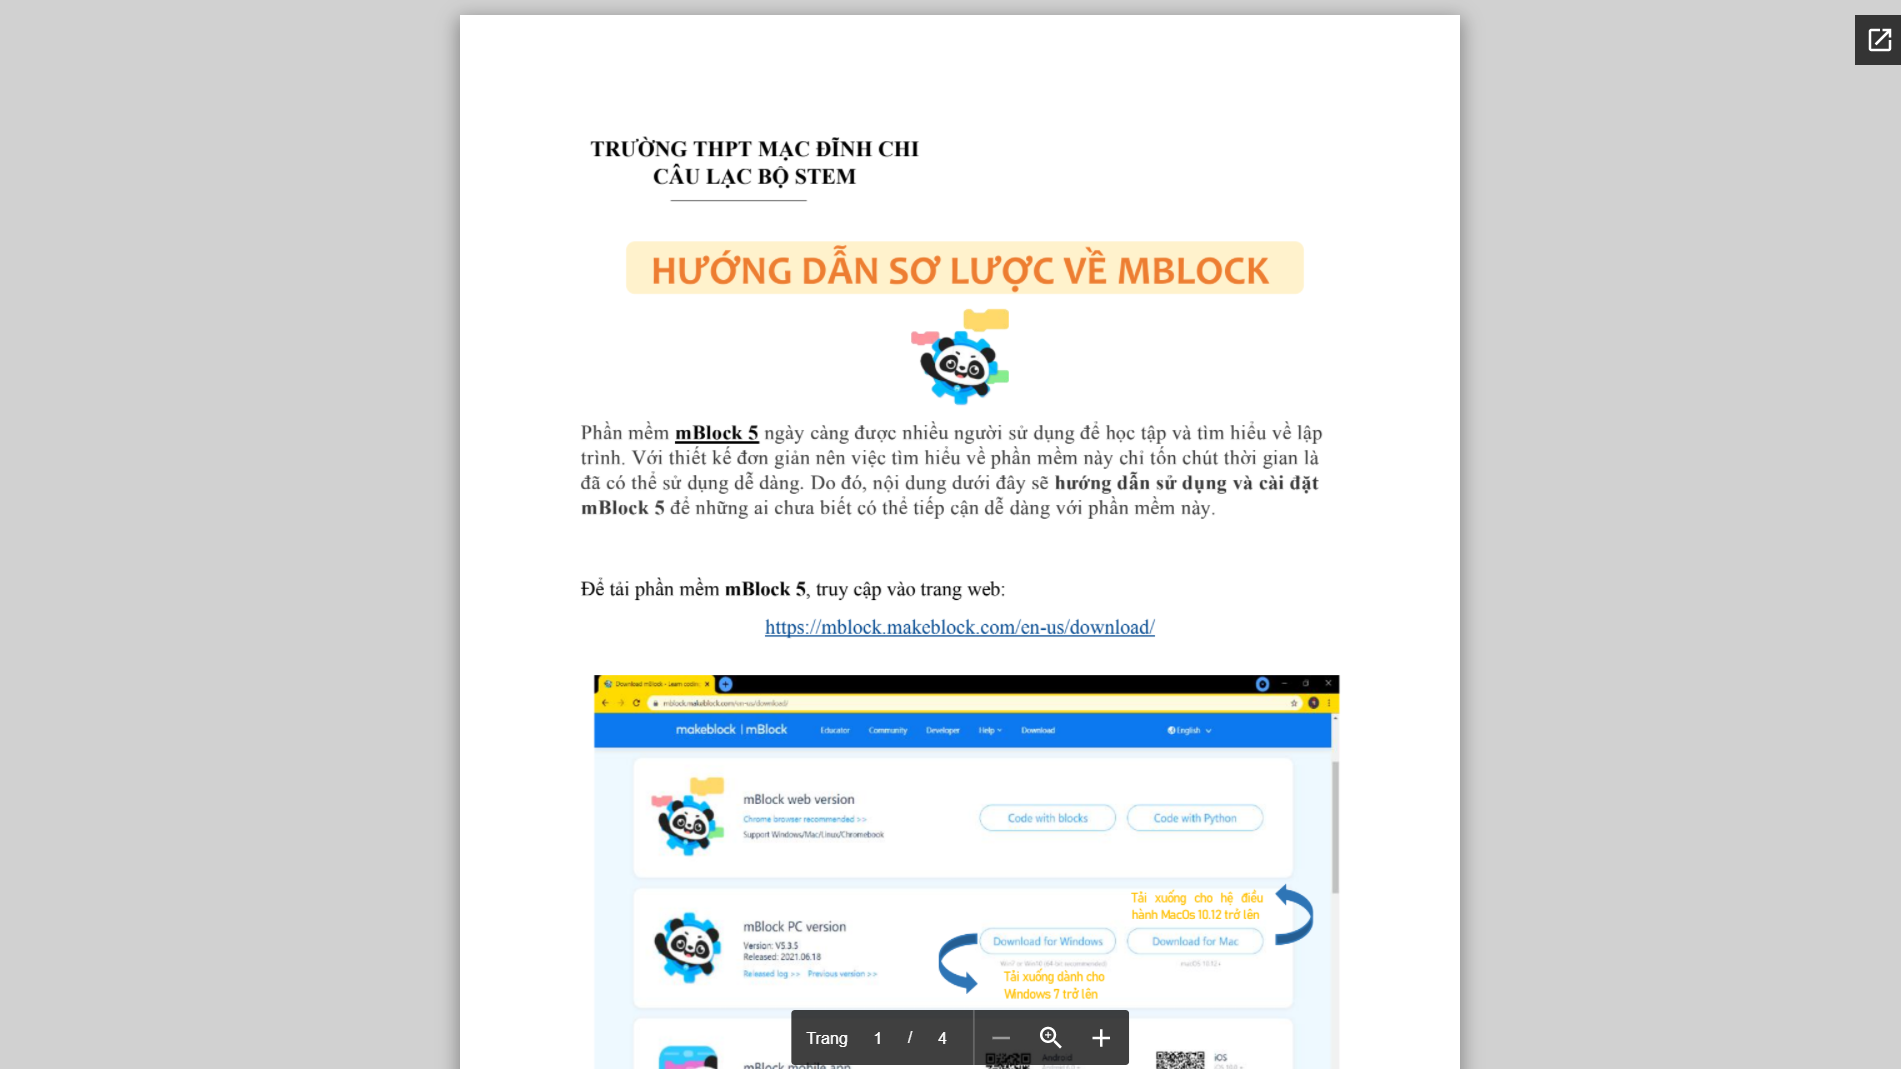 TRƯỜNG THPT MẠC ĐĨNH CHI
CÂU LẠC BỘ STEM
HƯỚNG DẪN SƠ LƯỢC VỀ MBLOCK
Phần mềm mBlock 5 ngày càng được nhiều người sử dụng để học tập và tìm hiểu về lập
trình. Với thiết kế đơn giản nên việc tìm hiểu về phần mềm này chỉ tốn chút thời gian là
đã có thể sử dụng dễ dàng. Do đó, nội dung dưới đây sẽ hướng dẫn sử dụng và cài đặt
mBlock 5 để những ai chưa biết có thể tiếp cận dễ dàng với phần mềm này.
Để tải phần mềm mBlock 5, truy cập vào trang web:
https://mblock.makeblock.com/en-us/download/
Download mBlock - Learn coding
mblock.makeblock.com/en-us/download/
makeblock | mBlock Educator Community Developer Help Download English
mBlock web version
Chrome browser recommended >>
Support Windows/Mac/Linux/Chromebook
Code with blocks Code with Python
Tải xuống cho hệ điều
hành MacOs 10.12 trở lên
mBlock PC version
Version: V5.3.5
Released: 2021.06.18
Released log >> Previous version >>
Download for Windows Download for Mac
Win7 or Win10 (64-bit recommended) macOS 10.12+
Tải xuống dành cho
Windows 7 trở lên
mBlock mobile app
Android
iOS
Trang 1 / 4